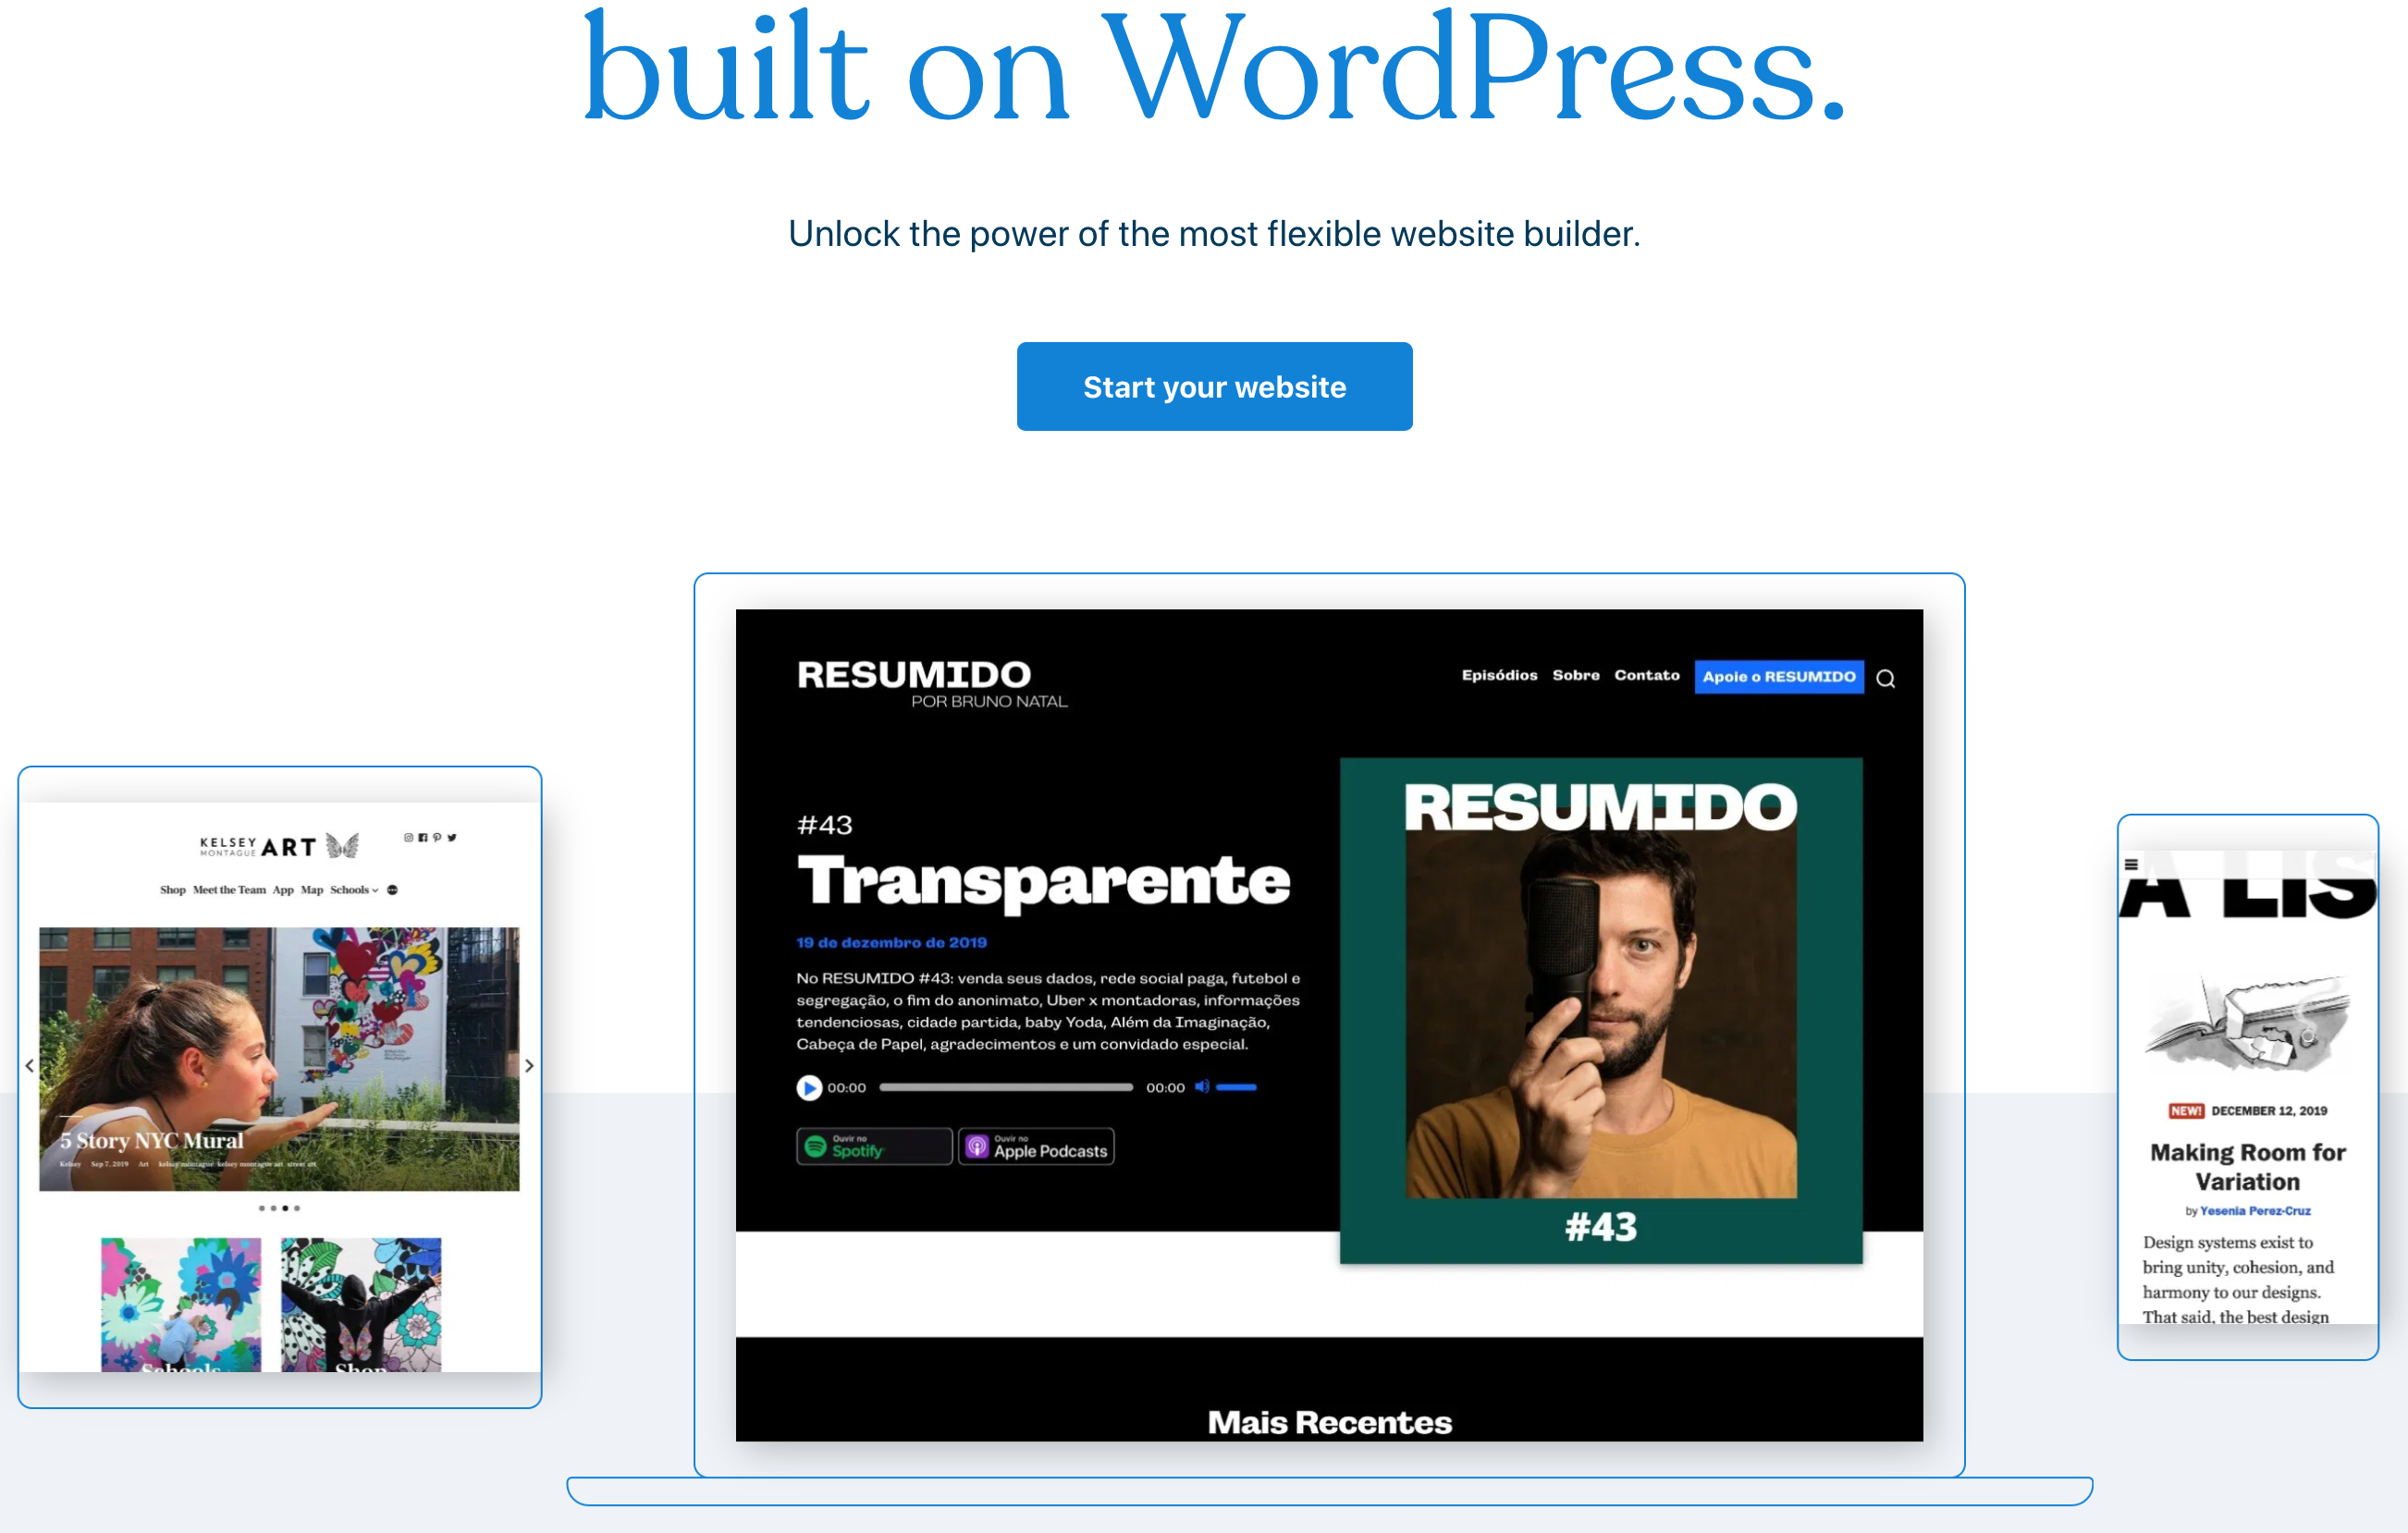 built on WordPress.
Unlock the power of the most flexible website builder.
Start your website
KELSEY
MONTAGUE
ART
Shop Meet the Team App Map Schools
5 Story NYC Mural
Kelsey Sep 7, 2019 Art kelsey montague kelsey montague art street art
Schools
Shop
RESUMIDO
POR BRUNO NATAL
Episódios Sobre Contato Apoie o RESUMIDO
#43
Transparente
19 de dezembro de 2019
No RESUMIDO #43: venda seus dados, rede social paga, futebol e
segregação, o fim do anonimato, Uber x montadoras, informações
tendenciosas, cidade partida, baby Yoda, Além da Imaginação,
Cabeça de Papel, agradecimentos e um convidado especial.
00:00 00:00
Ouvir no
Spotify
Ouvir no
Apple Podcasts
RESUMIDO
#43
Mais Recentes
A LIS
NEW! DECEMBER 12, 2019
Making Room for
Variation
by Yesenia Perez-Cruz
Design systems exist to
bring unity, cohesion, and
harmony to our designs.
That said, the best design